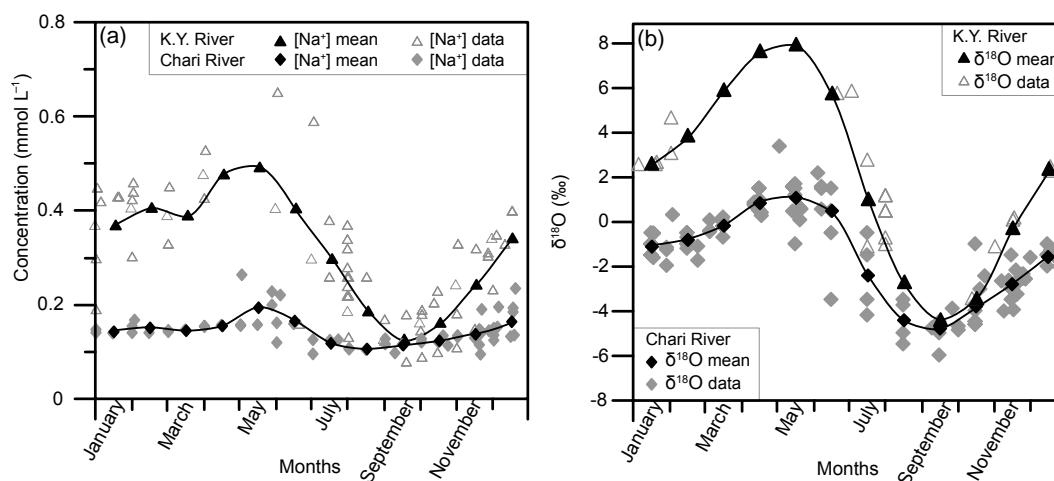 (a)
K.Y. River [Na⁺] mean [Na⁺] data
Chari River [Na⁺] mean [Na⁺] data
Concentration (mmol L⁻¹)
0.8
0.6
0.4
0.2
0
January March May July September November
Months
(b)
K.Y. River
δ¹⁸O mean
δ¹⁸O data
δ¹⁸O (‰)
8
6
4
2
0
-2
-4
-6
-8
Chari River
δ¹⁸O mean
δ¹⁸O data
January March May July September November
Months